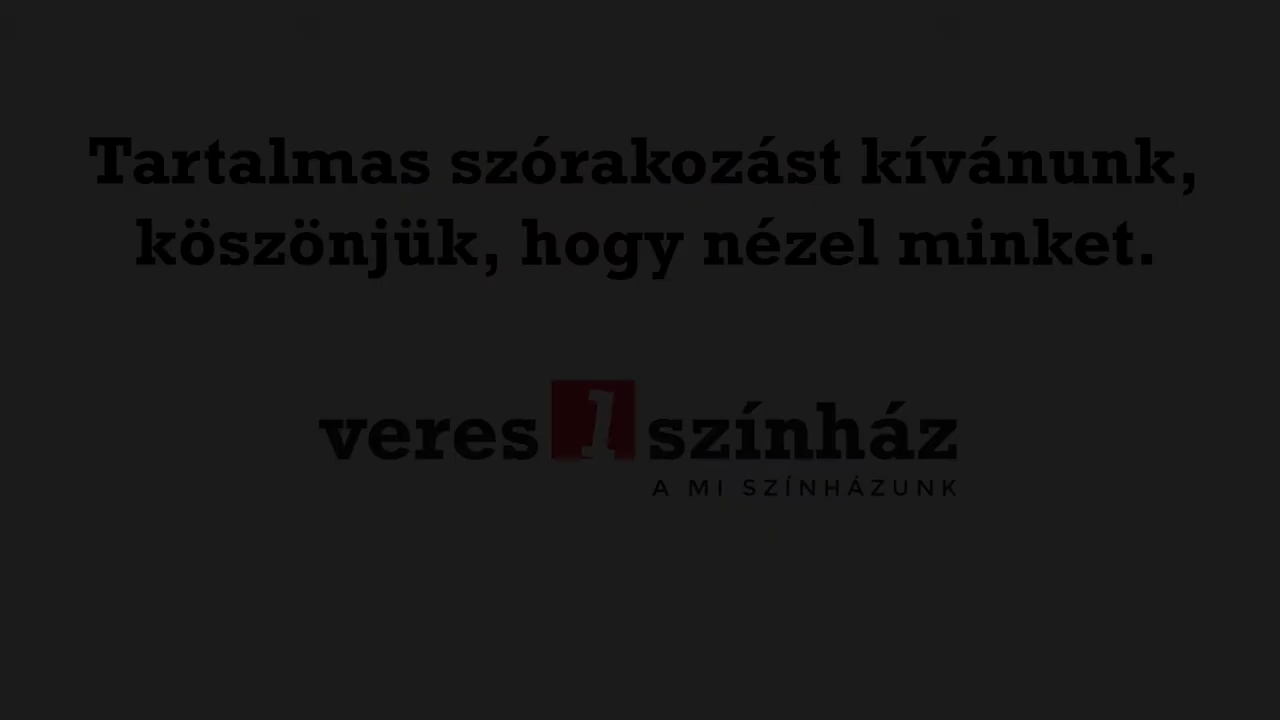 Tartalmas szórakozást kívánunk,
köszönjük, hogy nézel minket.
veres 1 színház
A MI SZÍNHÁZUNK